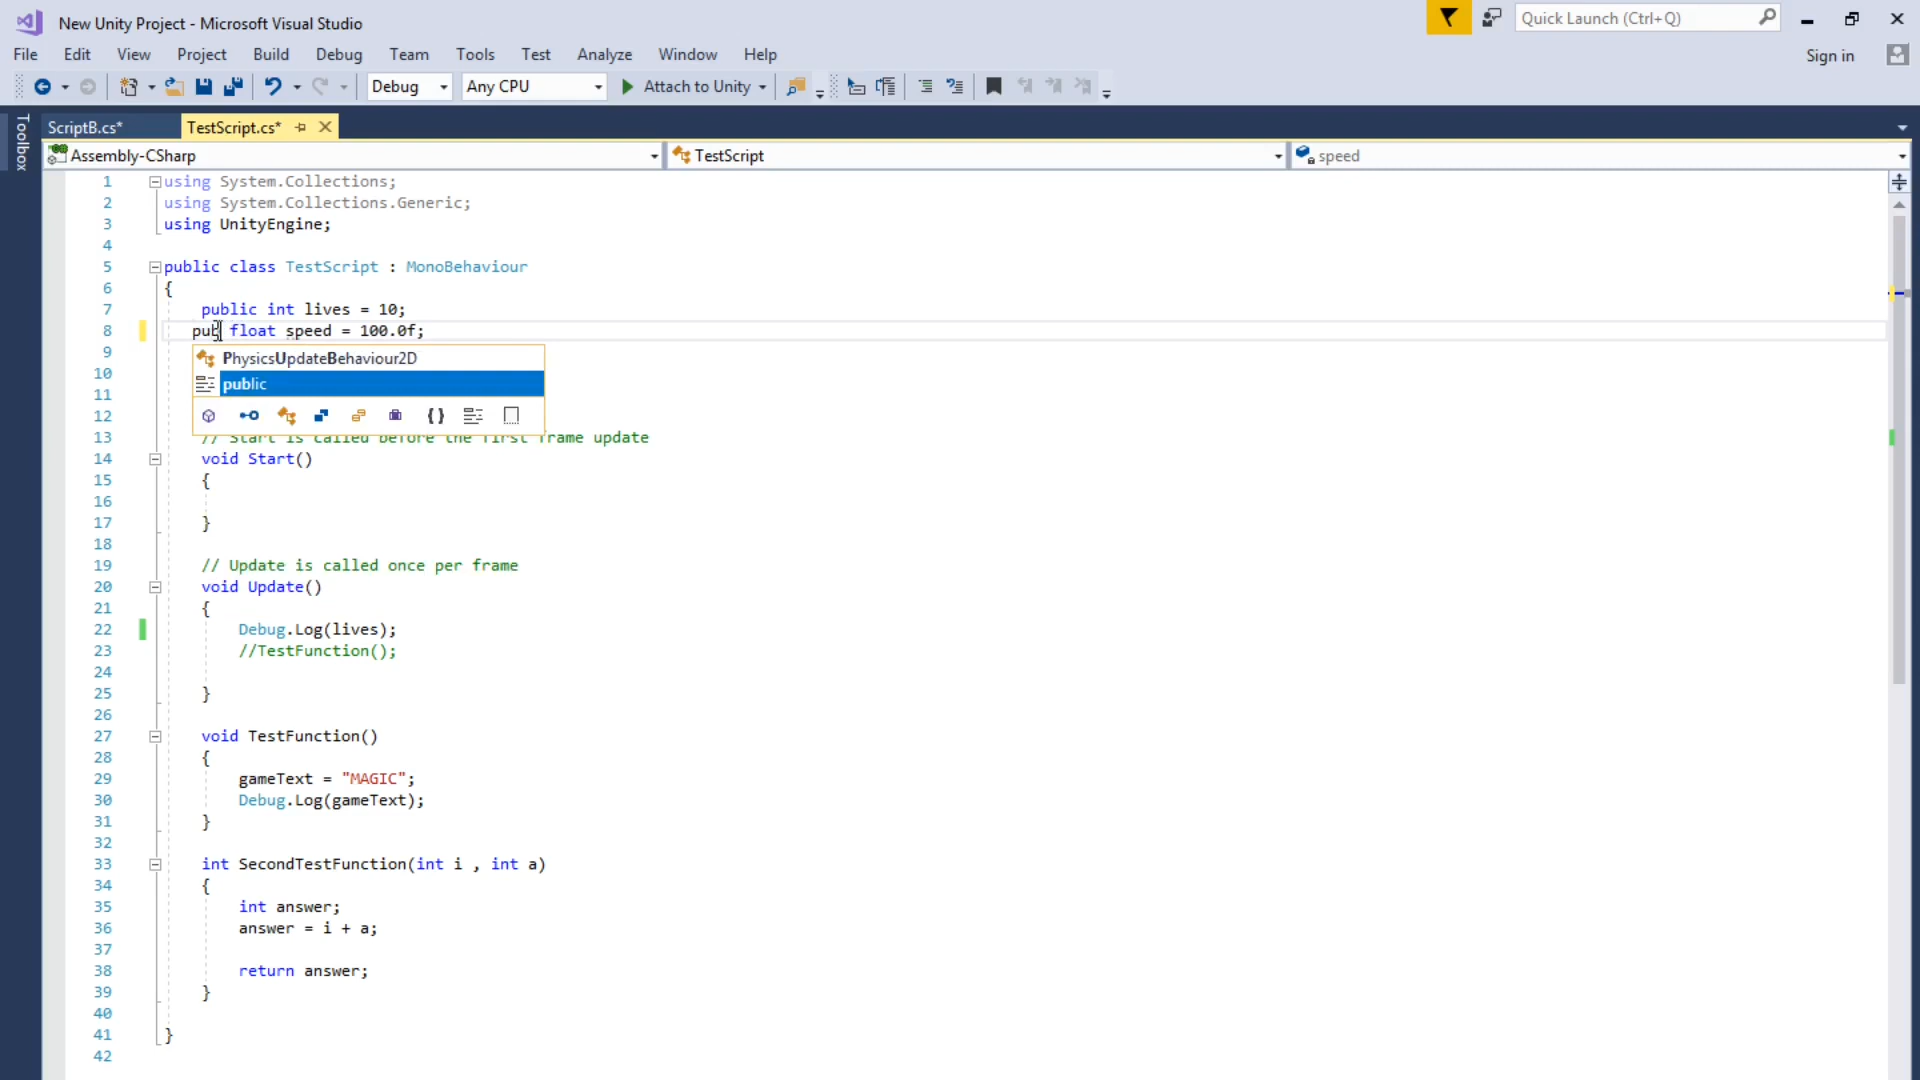 New Unity Project - Microsoft Visual Studio
Quick Launch (Ctrl+Q)
File Edit View Project Build Debug Team Tools Test Analyze Window Help
Sign in
Debug Any CPU Attach to Unity
Toolbox
ScriptB.cs* TestScript.cs*
Assembly-CSharp TestScript speed
1 using System.Collections;
2 using System.Collections.Generic;
3 using UnityEngine;
4
5 public class TestScript : MonoBehaviour
6 {
7 public int lives = 10;
8 pub float speed = 100.0f;
9 PhysicsUpdateBehaviour2D
10 public
11
12 { }
13 // Start is called before the first frame update
14 void Start()
15 {
16
17 }
18
19 // Update is called once per frame
20 void Update()
21 {
22 Debug.Log(lives);
23 //TestFunction();
24
25 }
26
27 void TestFunction()
28 {
29 gameText = "MAGIC";
30 Debug.Log(gameText);
31 }
32
33 int SecondTestFunction(int i , int a)
34 {
35 int answer;
36 answer = i + a;
37
38 return answer;
39 }
40
41 }
42